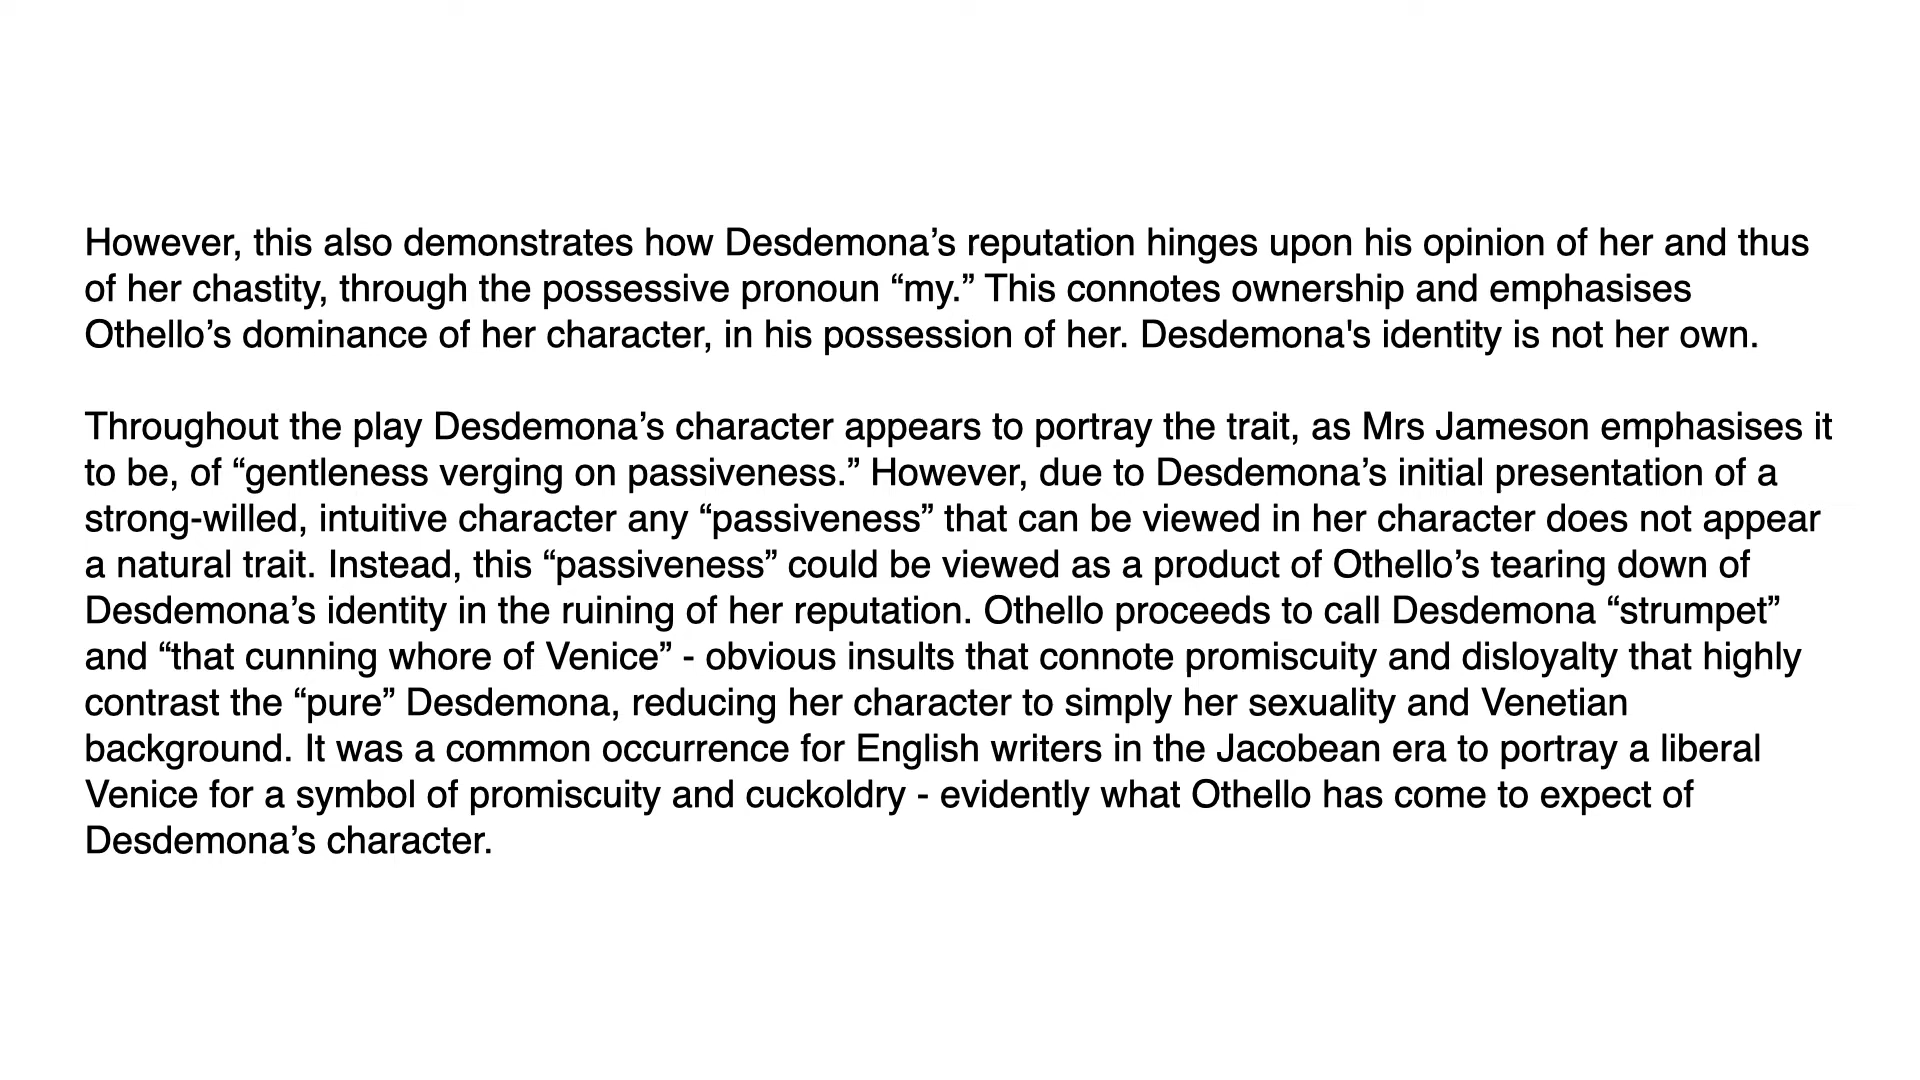 However, this also demonstrates how Desdemona’s reputation hinges upon his opinion of her and thus
of her chastity, through the possessive pronoun “my.” This connotes ownership and emphasises
Othello’s dominance of her character, in his possession of her. Desdemona's identity is not her own.
Throughout the play Desdemona’s character appears to portray the trait, as Mrs Jameson emphasises it
to be, of “gentleness verging on passiveness.” However, due to Desdemona’s initial presentation of a
strong-willed, intuitive character any “passiveness” that can be viewed in her character does not appear
a natural trait. Instead, this “passiveness” could be viewed as a product of Othello’s tearing down of
Desdemona’s identity in the ruining of her reputation. Othello proceeds to call Desdemona “strumpet”
and “that cunning whore of Venice” - obvious insults that connote promiscuity and disloyalty that highly
contrast the “pure” Desdemona, reducing her character to simply her sexuality and Venetian
background. It was a common occurrence for English writers in the Jacobean era to portray a liberal
Venice for a symbol of promiscuity and cuckoldry - evidently what Othello has come to expect of
Desdemona’s character.